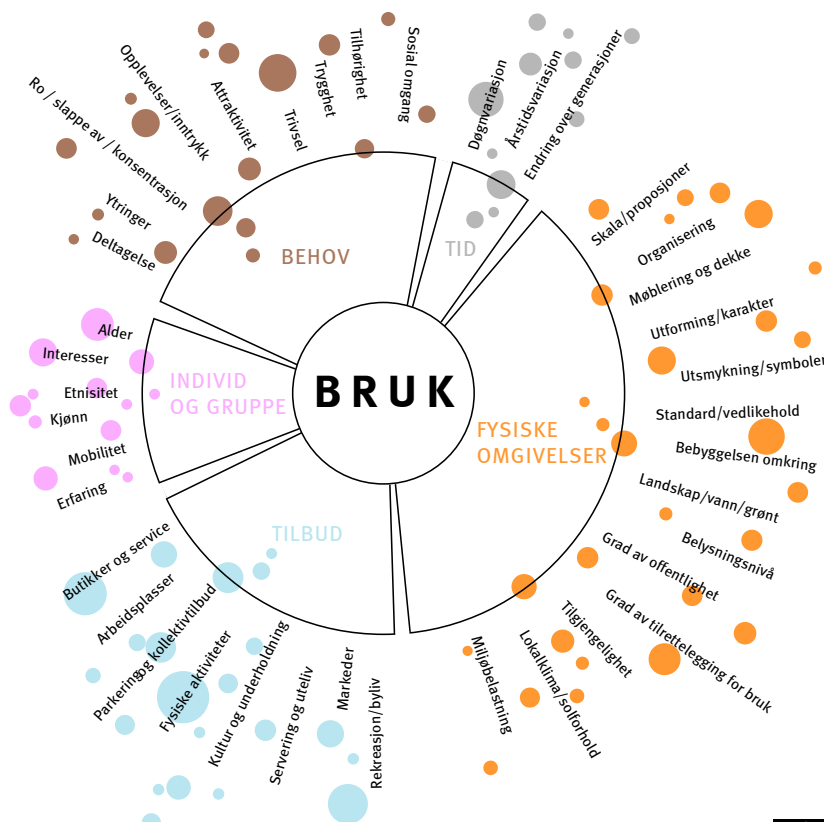 BRUK
BEHOV
Deltagelse
Ytringer
Ro / slappe av / konsentrasjon
Opplevelser/inntrykk
Attraktivitet
Trivsel
Trygghet
Tilhørighet
Sosial omgang
TID
Døgnvariasjon
Årstidsvariasjon
Endring over generasjoner
FYSISKE
OMGIVELSER
Skala/proposjoner
Organisering
Møblering og dekke
Utforming/karakter
Utsmykning/symboler
Standard/vedlikehold
Bebyggelsen omkring
Landskap/vann/grønt
Belysningsnivå
Grad av offentlighet
Grad av tilrettelegging for bruk
Tilgjengelighet
Lokalklima/solforhold
Miljøbelastning
TILBUD
Rekreasjon/byliv
Markeder
Servering og uteliv
Kultur og underholdning
Fysiske aktiviteter
Parkering og kollektivtilbud
Arbeidsplasser
Butikker og service
INDIVID
OG GRUPPE
Erfaring
Mobilitet
Kjønn
Etnisitet
Interesser
Alder